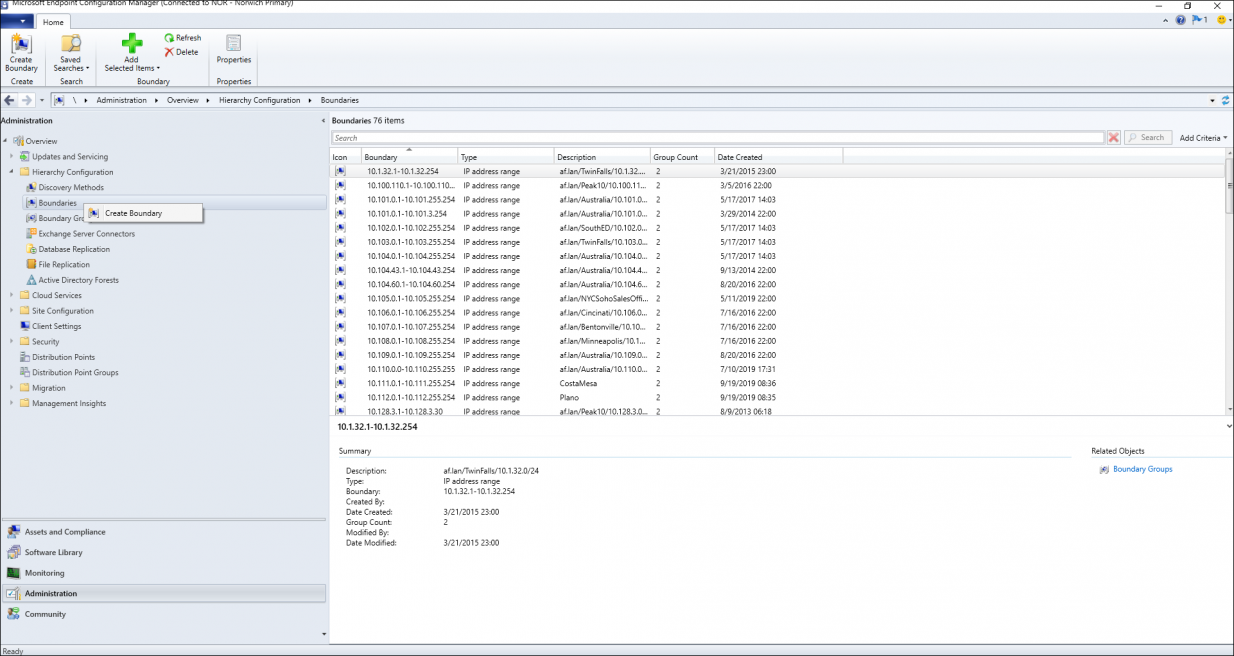 Microsoft Endpoint Configuration Manager (Connected to NOR - Norwich Primary)
Home
1
Create Boundary
Saved Searches
Add Selected Items
Refresh
Delete
Properties
Create
Search
Boundary
Properties
\ Administration Overview Hierarchy Configuration Boundaries
Administration
Overview
Updates and Servicing
Hierarchy Configuration
Discovery Methods
Boundaries
Boundary Gro
Create Boundary
Exchange Server Connectors
Database Replication
File Replication
Active Directory Forests
Cloud Services
Site Configuration
Client Settings
Security
Distribution Points
Distribution Point Groups
Migration
Management Insights
Assets and Compliance
Software Library
Monitoring
Administration
Community
Boundaries 76 items
Search
Search Add Criteria
Icon Boundary Type Description Group Count Date Created
10.1.32.1-10.1.32.254 IP address range af.lan/TwinFalls/10.1.32.... 2 3/21/2015 23:00
10.100.110.1-10.100.110... IP address range af.lan/Peak10/10.100.11... 2 3/5/2016 22:00
10.101.0.1-10.101.255.254 IP address range af.lan/Australia/10.101.0... 2 5/17/2017 14:03
10.101.0.1-10.101.3.254 IP address range af.lan/Australia/10.101.0... 2 3/29/2014 22:00
10.102.0.1-10.102.255.254 IP address range af.lan/SouthED/10.102.0... 2 5/17/2017 14:03
10.103.0.1-10.103.255.254 IP address range af.lan/TwinFalls/10.103.0... 2 5/17/2017 14:03
10.104.0.1-10.104.255.254 IP address range af.lan/Australia/10.104.0... 2 5/17/2017 14:03
10.104.43.1-10.104.43.254 IP address range af.lan/Australia/10.104.4... 2 9/13/2014 22:00
10.104.60.1-10.104.60.254 IP address range af.lan/Australia/10.104.6... 2 8/20/2016 22:00
10.105.0.1-10.105.255.254 IP address range af.lan/NYCSohoSalesOffi... 2 5/11/2019 22:00
10.106.0.1-10.106.255.254 IP address range af.lan/Cincinati/10.106.0... 2 7/16/2016 22:00
10.107.0.1-10.107.255.254 IP address range af.lan/Bentonville/10.10... 2 7/16/2016 22:00
10.108.0.1-10.108.255.254 IP address range af.lan/Minneapolis/10.1... 2 7/16/2016 22:00
10.109.0.1-10.109.255.254 IP address range af.lan/Australia/10.109.0... 2 8/20/2016 22:00
10.110.0.0-10.110.255.255 IP address range af.lan/Australia/10.110.0... 2 7/10/2019 17:31
10.111.0.1-10.111.255.254 IP address range CostaMesa 2 9/19/2019 08:36
10.112.0.1-10.112.255.254 IP address range Plano 2 9/19/2019 08:35
10.128.3.1-10.128.3.30 IP address range af.lan/Peak10/10.128.3.0... 2 8/9/2013 06:18
10.1.32.1-10.1.32.254
Summary
Description: af.lan/TwinFalls/10.1.32.0/24
Type: IP address range
Boundary: 10.1.32.1-10.1.32.254
Created By:
Date Created: 3/21/2015 23:00
Group Count: 2
Modified By:
Date Modified: 3/21/2015 23:00
Related Objects
Boundary Groups
Ready